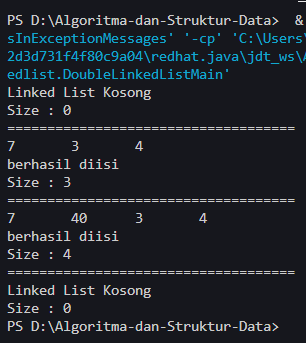 PS D:\Algoritma-dan-Struktur-Data>  &
sInExceptionMessages' '-cp' 'C:\Users\
2d3d731f4f80c9a04\redhat.java\jdt_ws\
edlist.DoubleLinkedListMain'
Linked List Kosong
Size : 0
====================================
7       3       4
berhasil diisi
Size : 3
====================================
7       40      3       4
berhasil diisi
Size : 4
====================================
Linked List Kosong
Size : 0
PS D:\Algoritma-dan-Struktur-Data>